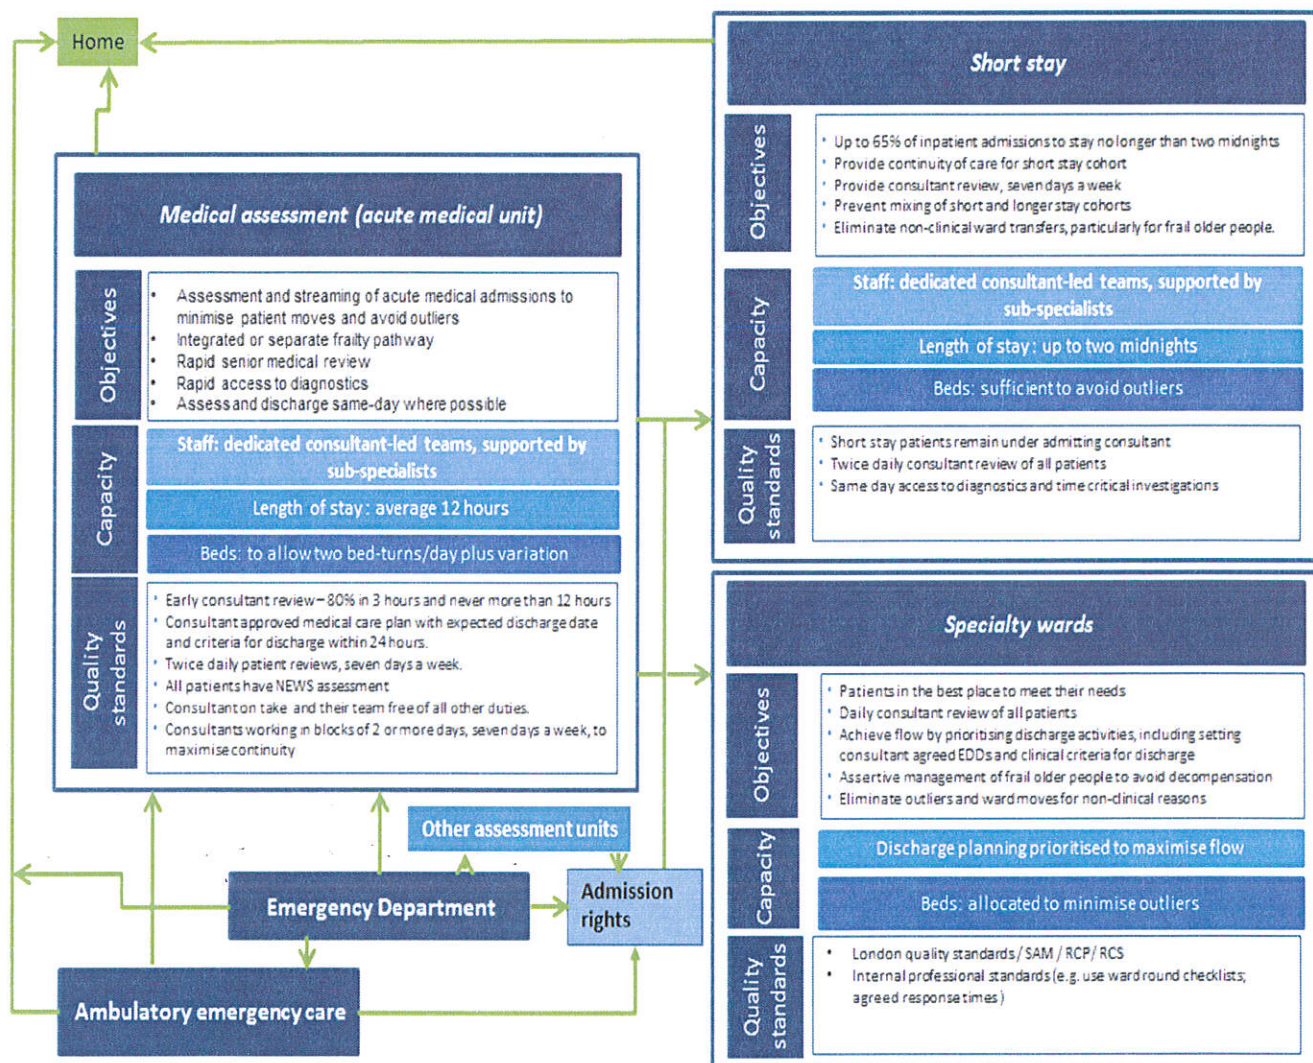 Home
Medical assessment (acute medical unit)
Objectives
• Assessment and streaming of acute medical admissions to
minimise patient moves and avoid outliers
• Integrated or separate frailty pathway
• Rapid senior medical review
• Rapid access to diagnostics
• Assess and discharge same-day where possible
Capacity
Staff: dedicated consultant-led teams, supported by
sub-specialists
Length of stay: average 12 hours
Beds: to allow two bed-turns/day plus variation
Quality
standards
• Early consultant review – 80% in 3 hours and never more than 12 hours
• Consultant approved medical care plan with expected discharge date
and criteria for discharge within 24 hours.
• Twice daily patient reviews, seven days a week.
• All patients have NEWS assessment
• Consultant on take and their team free of all other duties.
• Consultants working in blocks of 2 or more days, seven days a week, to
maximise continuity
Other assessment units
Emergency Department
Admission
rights
Ambulatory emergency care
Short stay
Objectives
• Up to 65% of inpatient admissions to stay no longer than two midnights
• Provide continuity of care for short stay cohort
• Provide consultant review, seven days a week
• Prevent mixing of short and longer stay cohorts
• Eliminate non-clinical ward transfers, particularly for frail older people.
Capacity
Staff: dedicated consultant-led teams, supported by
sub-specialists
Length of stay: up to two midnights
Beds: sufficient to avoid outliers
Quality
standards
• Short stay patients remain under admitting consultant
• Twice daily consultant review of all patients
• Same day access to diagnostics and time critical investigations
Specialty wards
Objectives
• Patients in the best place to meet their needs
• Daily consultant review of all patients
• Achieve flow by prioritising discharge activities, including setting
consultant agreed EDDs and clinical criteria for discharge
• Assertive management of frail older people to avoid decompensation
• Eliminate outliers and ward moves for non-clinical reasons
Capacity
Discharge planning prioritised to maximise flow
Beds: allocated to minimise outliers
Quality
standards
• London quality standards / SAM / RCP/ RCS
• Internal professional standards (e.g. use ward round checklists;
agreed response times)